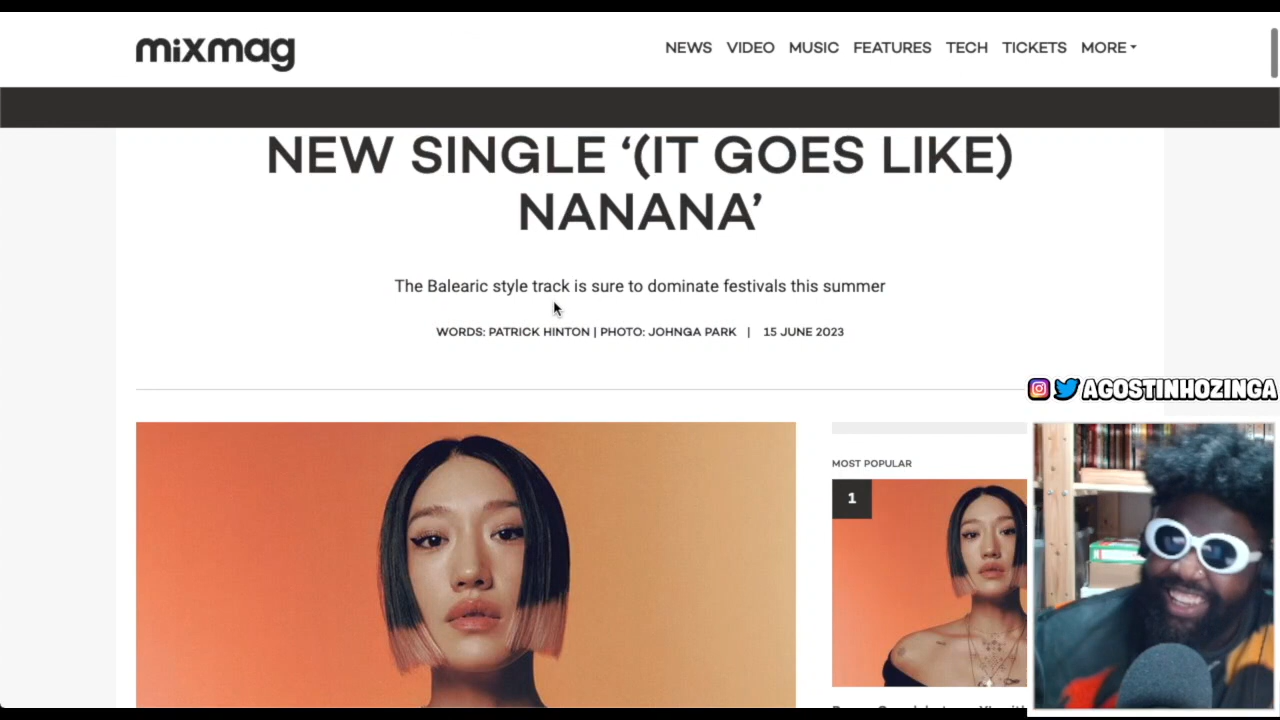 mixmag
NEWS VIDEO MUSIC FEATURES TECH TICKETS MORE
NEW SINGLE ‘(IT GOES LIKE)
NANANA’
The Balearic style track is sure to dominate festivals this summer
WORDS: PATRICK HINTON | PHOTO: JOHNGA PARK | 15 JUNE 2023
AGOSTINHOZINGA
MOST POPULAR
1